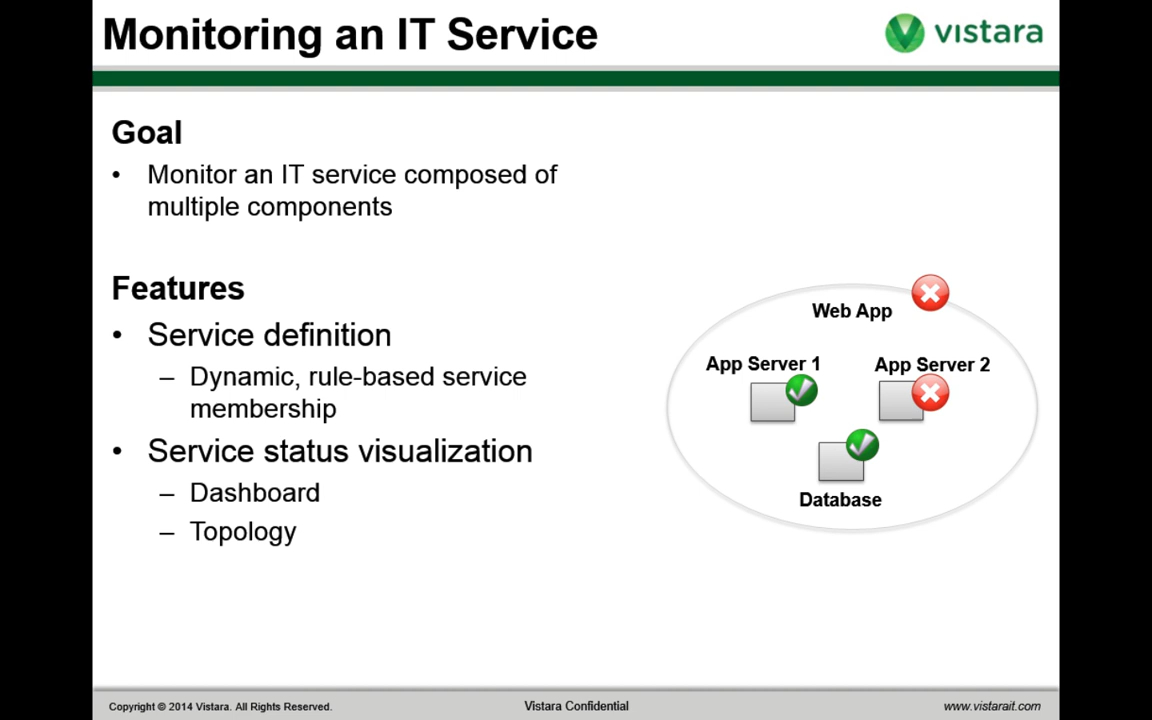 Monitoring an IT Service
vistara
Goal
• Monitor an IT service composed of
multiple components
Features
• Service definition
– Dynamic, rule-based service
membership
• Service status visualization
– Dashboard
– Topology
Web App
App Server 1
App Server 2
Database
Copyright © 2014 Vistara. All Rights Reserved.
Vistara Confidential
www.vistarait.com